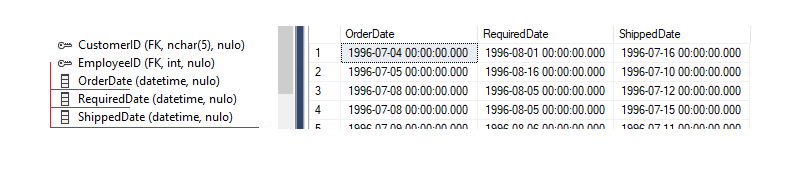 CustomerID (FK, nchar(5), nulo)
EmployeeID (FK, int, nulo)
OrderDate (datetime, nulo)
RequiredDate (datetime, nulo)
ShippedDate (datetime, nulo)
OrderDate RequiredDate ShippedDate
1 1996-07-04 00:00:00.000 1996-08-01 00:00:00.000 1996-07-16 00:00:00.000
2 1996-07-05 00:00:00.000 1996-08-16 00:00:00.000 1996-07-10 00:00:00.000
3 1996-07-08 00:00:00.000 1996-08-05 00:00:00.000 1996-07-12 00:00:00.000
4 1996-07-08 00:00:00.000 1996-08-05 00:00:00.000 1996-07-15 00:00:00.000
5 1996-07-09 00:00:00.000 1996-08-06 00:00:00.000 1996-07-11 00:00:00.000